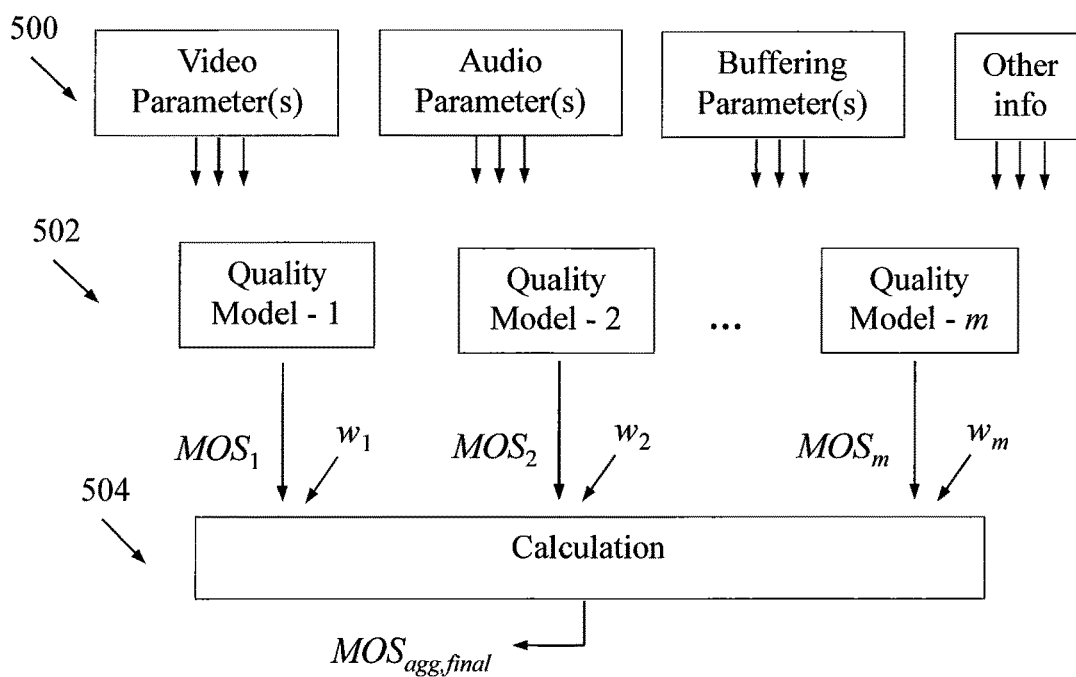 500
Video
Parameter(s)
Audio
Parameter(s)
Buffering
Parameter(s)
Other
info
502
Quality
Model - 1
Quality
Model - 2
...
Quality
Model - m
MOS₁
w₁
MOS₂
w₂
MOSₘ
wₘ
504
Calculation
MOS_agg,final